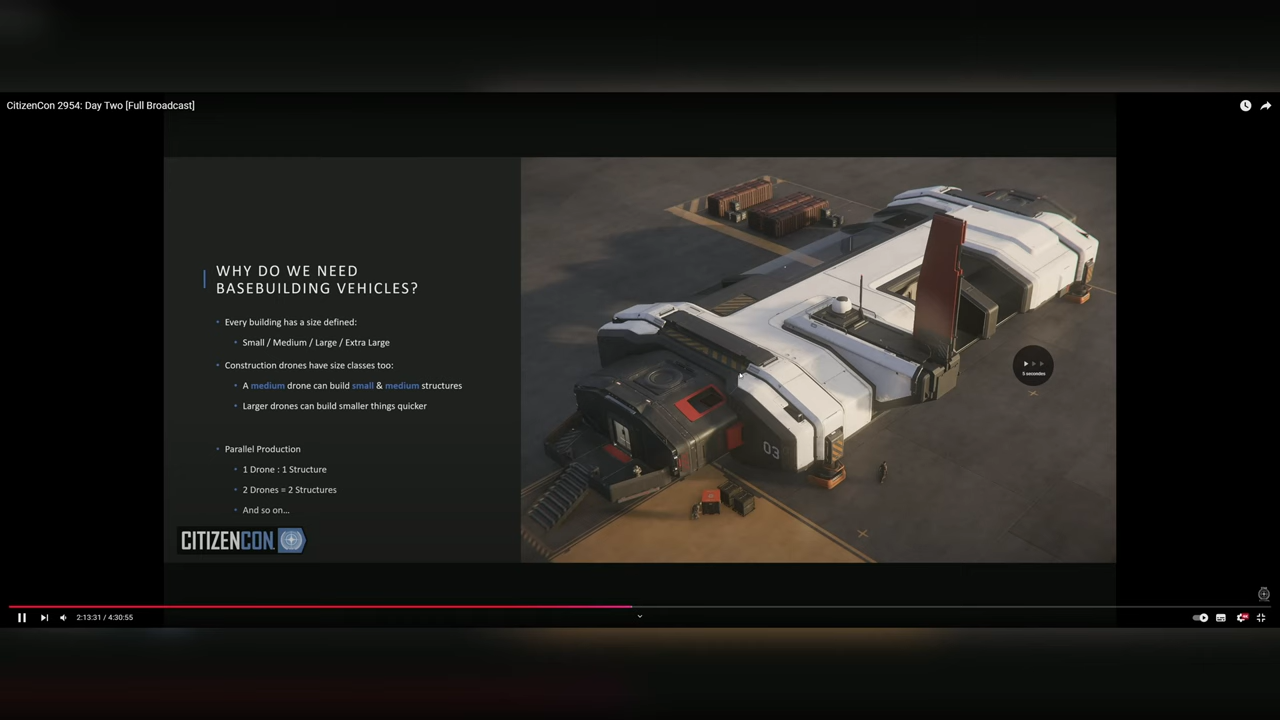 CitizenCon 2954: Day Two [Full Broadcast]
WHY DO WE NEED
BASEBUILDING VEHICLES?
Every building has a size defined:
Small / Medium / Large / Extra Large
Construction drones have size classes too:
A medium drone can build small & medium structures
Larger drones can build smaller things quicker
Parallel Production
1 Drone : 1 Structure
2 Drones = 2 Structures
And so on...
CITIZENCON
03
5 secondes
2:13:31 / 4:30:55